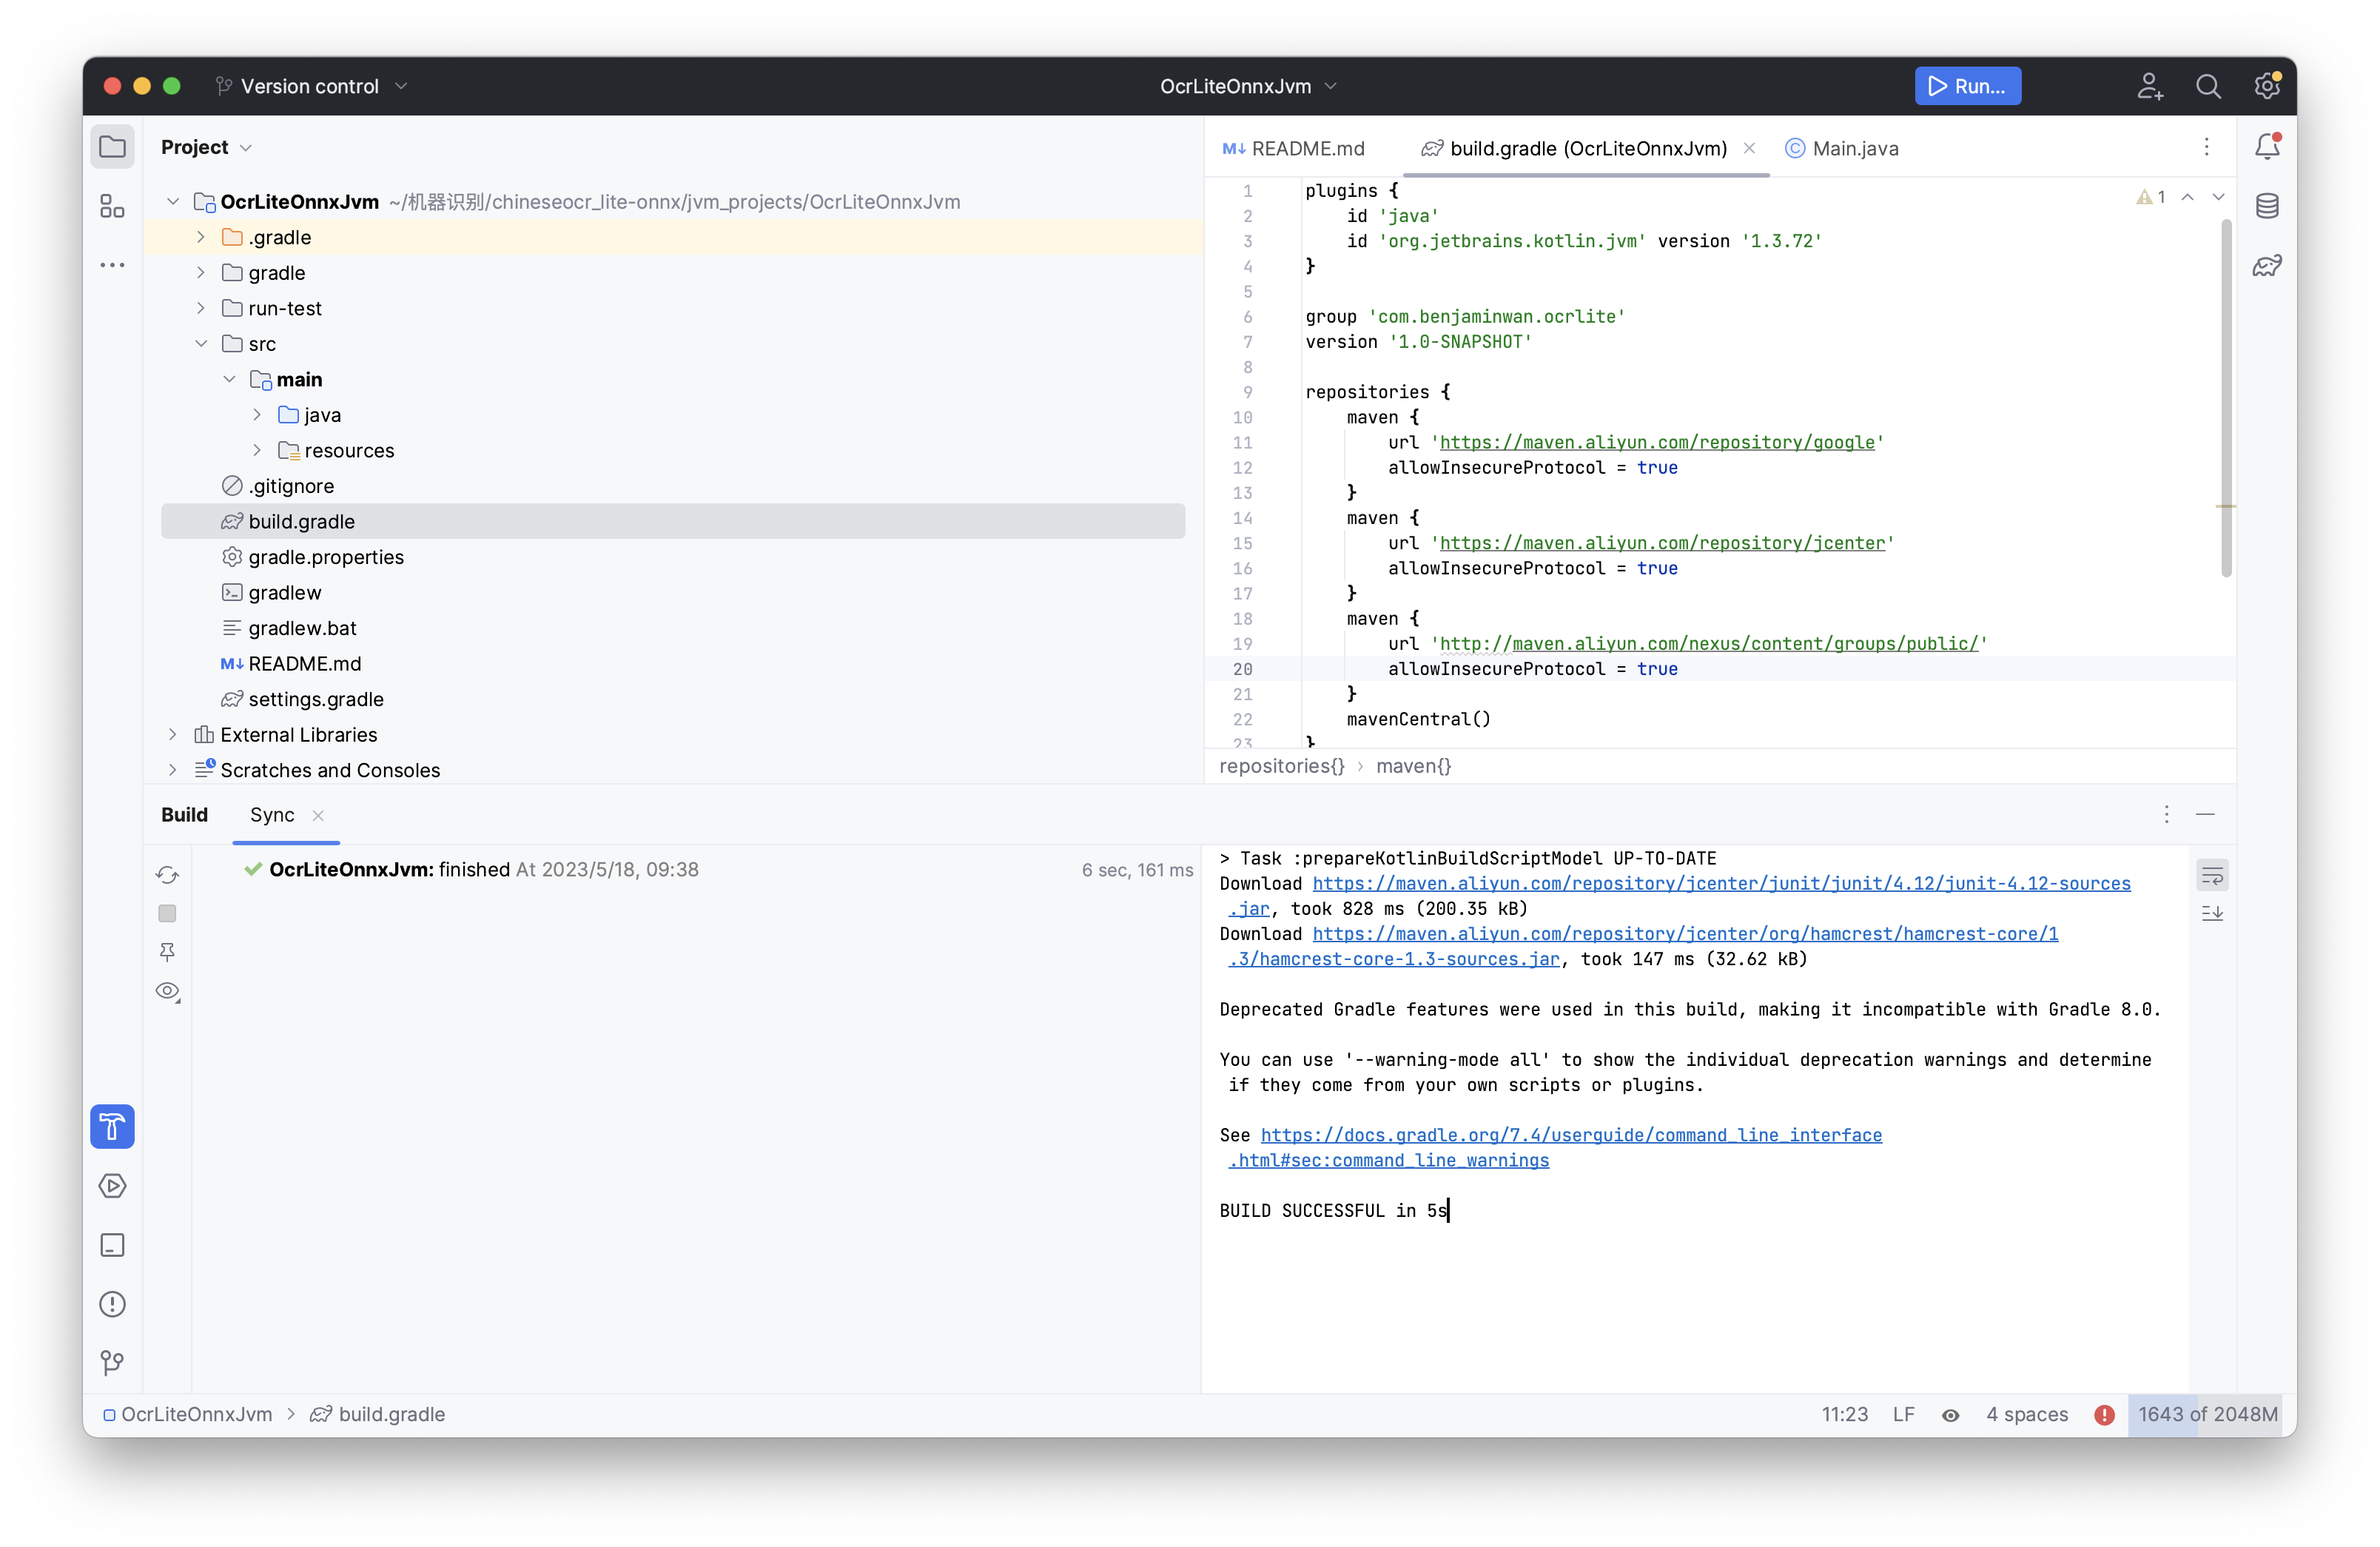 Version control
OcrLiteOnnxJvm
Run...
Project
OcrLiteOnnxJvm ~/机器识别/chineseocr_lite-onnx/jvm_projects/OcrLiteOnnxJvm
.gradle
gradle
run-test
src
main
java
resources
.gitignore
build.gradle
gradle.properties
gradlew
gradlew.bat
M↓ README.md
settings.gradle
External Libraries
Scratches and Consoles
M↓ README.md
build.gradle (OcrLiteOnnxJvm)
C Main.java
1
1 plugins {
2 id 'java'
3 id 'org.jetbrains.kotlin.jvm' version '1.3.72'
4 }
5
6 group 'com.benjaminwan.ocrlite'
7 version '1.0-SNAPSHOT'
8
9 repositories {
10 maven {
11 url 'https://maven.aliyun.com/repository/google'
12 allowInsecureProtocol = true
13 }
14 maven {
15 url 'https://maven.aliyun.com/repository/jcenter'
16 allowInsecureProtocol = true
17 }
18 maven {
19 url 'http://maven.aliyun.com/nexus/content/groups/public/'
20 allowInsecureProtocol = true
21 }
22 mavenCentral()
23 }
repositories{} › maven{}
Build Sync
OcrLiteOnnxJvm: finished At 2023/5/18, 09:38 6 sec, 161 ms
> Task :prepareKotlinBuildScriptModel UP-TO-DATE
Download https://maven.aliyun.com/repository/jcenter/junit/junit/4.12/junit-4.12-sources
.jar, took 828 ms (200.35 kB)
Download https://maven.aliyun.com/repository/jcenter/org/hamcrest/hamcrest-core/1
.3/hamcrest-core-1.3-sources.jar, took 147 ms (32.62 kB)
Deprecated Gradle features were used in this build, making it incompatible with Gradle 8.0.
You can use '--warning-mode all' to show the individual deprecation warnings and determine
if they come from your own scripts or plugins.
See https://docs.gradle.org/7.4/userguide/command_line_interface
.html#sec:command_line_warnings
BUILD SUCCESSFUL in 5s
OcrLiteOnnxJvm › build.gradle
11:23 LF 4 spaces 1643 of 2048M